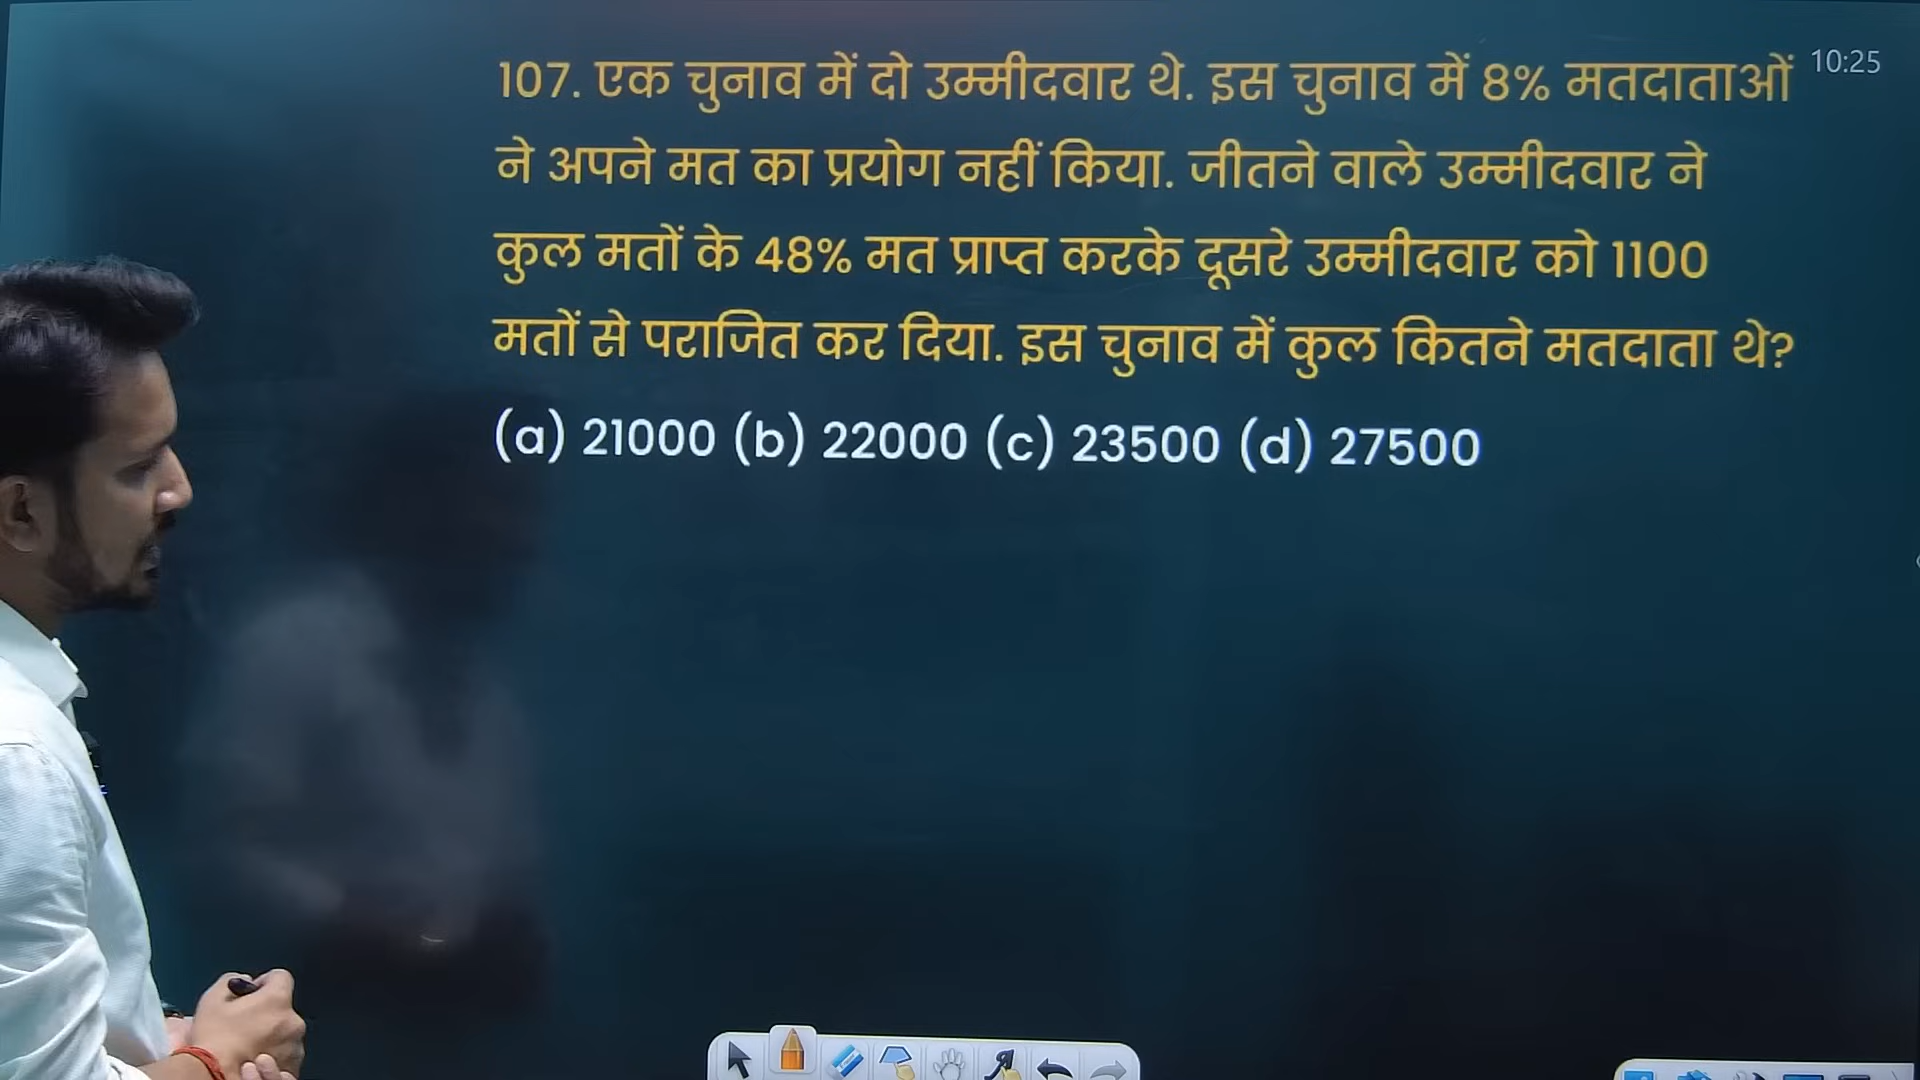 107. एक चुनाव में दो उम्मीदवार थे. इस चुनाव में 8% मतदाताओं
10:25
ने अपने मत का प्रयोग नहीं किया. जीतने वाले उम्मीदवार ने
कुल मतों के 48% मत प्राप्त करके दूसरे उम्मीदवार को 1100
मतों से पराजित कर दिया. इस चुनाव में कुल कितने मतदाता थे?
(a) 21000 (b) 22000 (c) 23500 (d) 27500